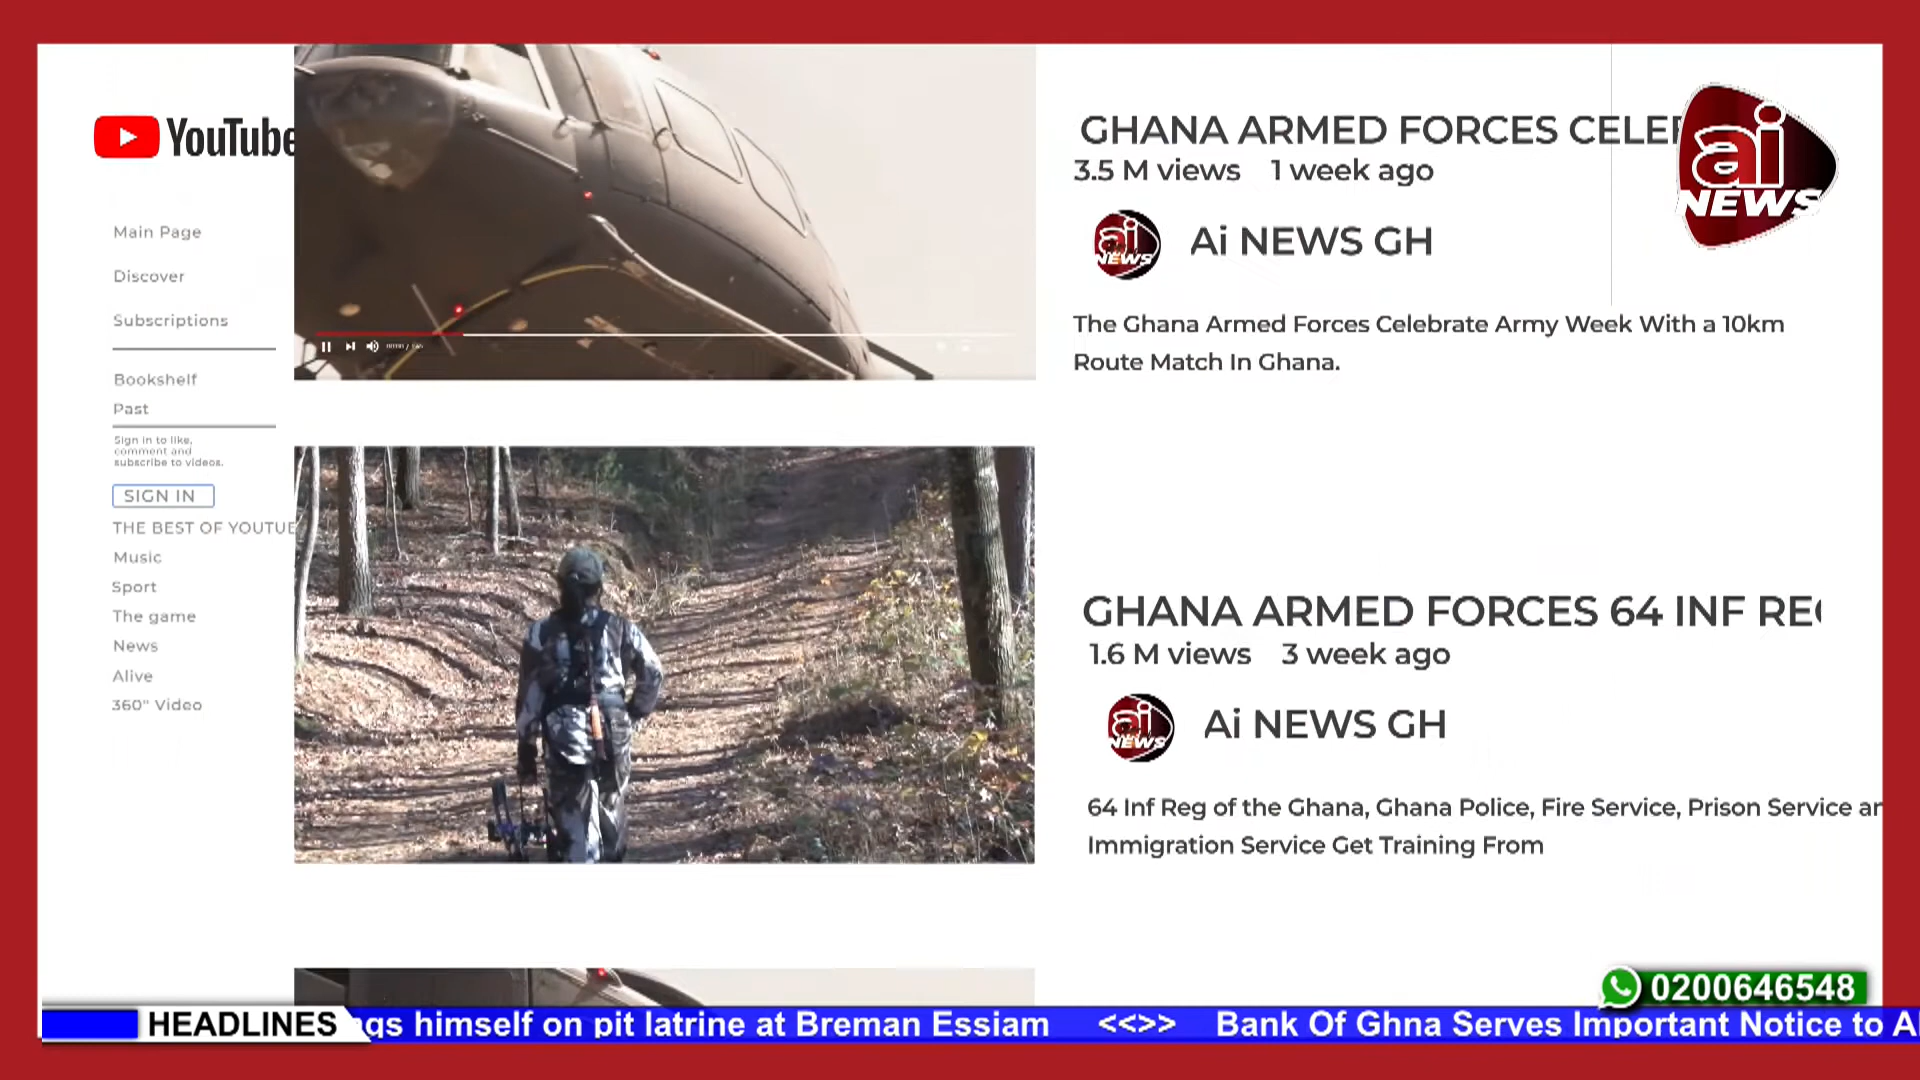 YouTube
Main Page
Discover
Subscriptions
Bookshelf
Past
Sign in to like,
comment and
subscribe to videos.
SIGN IN
THE BEST OF YOUTUE
Music
Sport
The game
News
Alive
360" Video
GHANA ARMED FORCES CELE
3.5 M views 1 week ago
ai
NEWS
ai
NEWS
Ai NEWS GH
The Ghana Armed Forces Celebrate Army Week With a 10km
Route Match In Ghana.
GHANA ARMED FORCES 64 INF RE
1.6 M views 3 week ago
ai
NEWS
Ai NEWS GH
64 Inf Reg of the Ghana, Ghana Police, Fire Service, Prison Service ar
Immigration Service Get Training From
0200646548
HEADLINES
himself on pit latrine at Breman Essiam <<>> Bank Of Ghna Serves Important Notice to